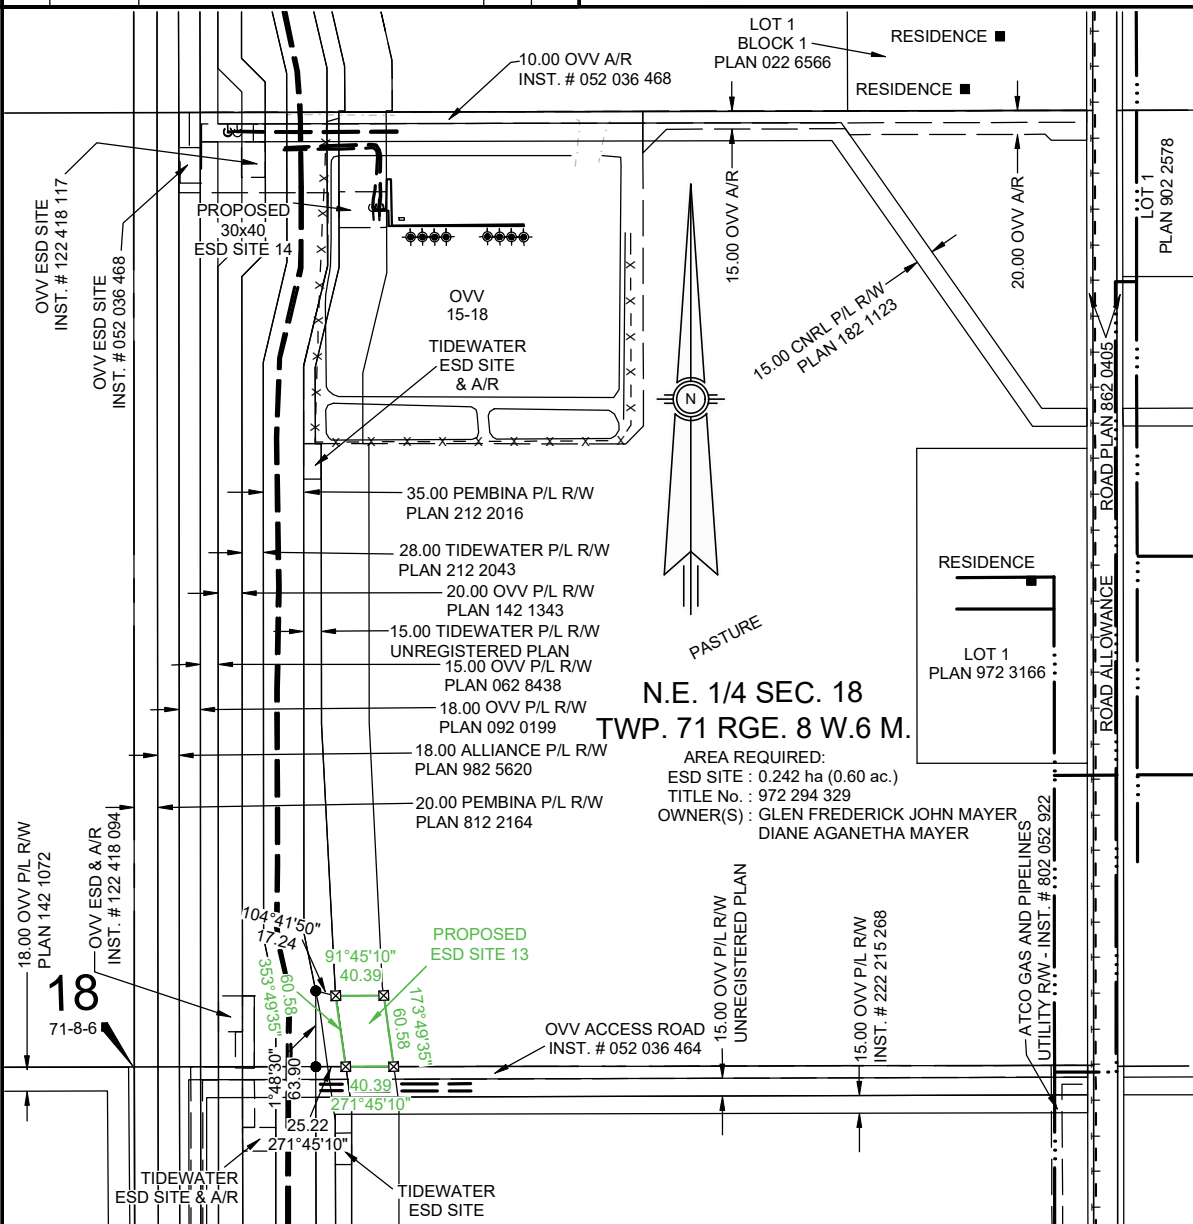 LOT 1
BLOCK 1
PLAN 022 6566
RESIDENCE
RESIDENCE
10.00 OVV A/R
INST. # 052 036 468
LOT 1
PLAN 902 2578
OVV ESD SITE
INST. # 122 418 117
OVV ESD SITE
INST. # 052 036 468
PROPOSED
30x40
ESD SITE 14
15.00 OVV A/R
20.00 OVV A/R
OVV
15-18
TIDEWATER
ESD SITE
& A/R
15.00 CNRL P/L R/W
PLAN 182 1123
N
ROAD PLAN 862 0405
35.00 PEMBINA P/L R/W
PLAN 212 2016
28.00 TIDEWATER P/L R/W
PLAN 212 2043
20.00 OVV P/L R/W
PLAN 142 1343
15.00 TIDEWATER P/L R/W
UNREGISTERED PLAN
15.00 OVV P/L R/W
PLAN 062 8438
18.00 OVV P/L R/W
PLAN 092 0199
18.00 ALLIANCE P/L R/W
PLAN 982 5620
20.00 PEMBINA P/L R/W
PLAN 812 2164
PASTURE
RESIDENCE
LOT 1
PLAN 972 3166
ROAD ALLOWANCE
N.E. 1/4 SEC. 18
TWP. 71 RGE. 8 W.6 M.
AREA REQUIRED:
ESD SITE : 0.242 ha (0.60 ac.)
TITLE No. : 972 294 329
OWNER(S) : GLEN FREDERICK JOHN MAYER
DIANE AGANETHA MAYER
18.00 OVV P/L R/W
PLAN 142 1072
OVV ESD & A/R
INST. # 122 418 094
18
71-8-6
104°41'50"
17.24
91°45'10"
40.39
PROPOSED
ESD SITE 13
353°49'35"
60.58
173°49'35"
60.58
1°48'30"
63.90
40.39
271°45'10"
25.22
271°45'10"
OVV ACCESS ROAD
INST. # 052 036 464
15.00 OVV P/L R/W
UNREGISTERED PLAN
15.00 OVV P/L R/W
INST. # 222 215 268
ATCO GAS AND PIPELINES
UTILITY R/W - INST. # 802 052 922
TIDEWATER
ESD SITE & A/R
TIDEWATER
ESD SITE